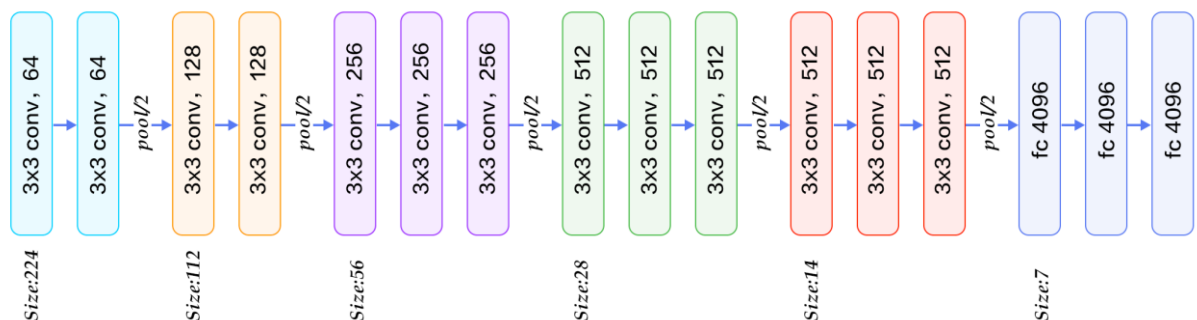 3x3 conv, 64
3x3 conv, 64
pool/2
3x3 conv, 128
3x3 conv, 128
pool/2
3x3 conv, 256
3x3 conv, 256
3x3 conv, 256
pool/2
3x3 conv, 512
3x3 conv, 512
3x3 conv, 512
pool/2
3x3 conv, 512
3x3 conv, 512
3x3 conv, 512
pool/2
fc 4096
fc 4096
fc 4096
Size:224
Size:112
Size:56
Size:28
Size:14
Size:7